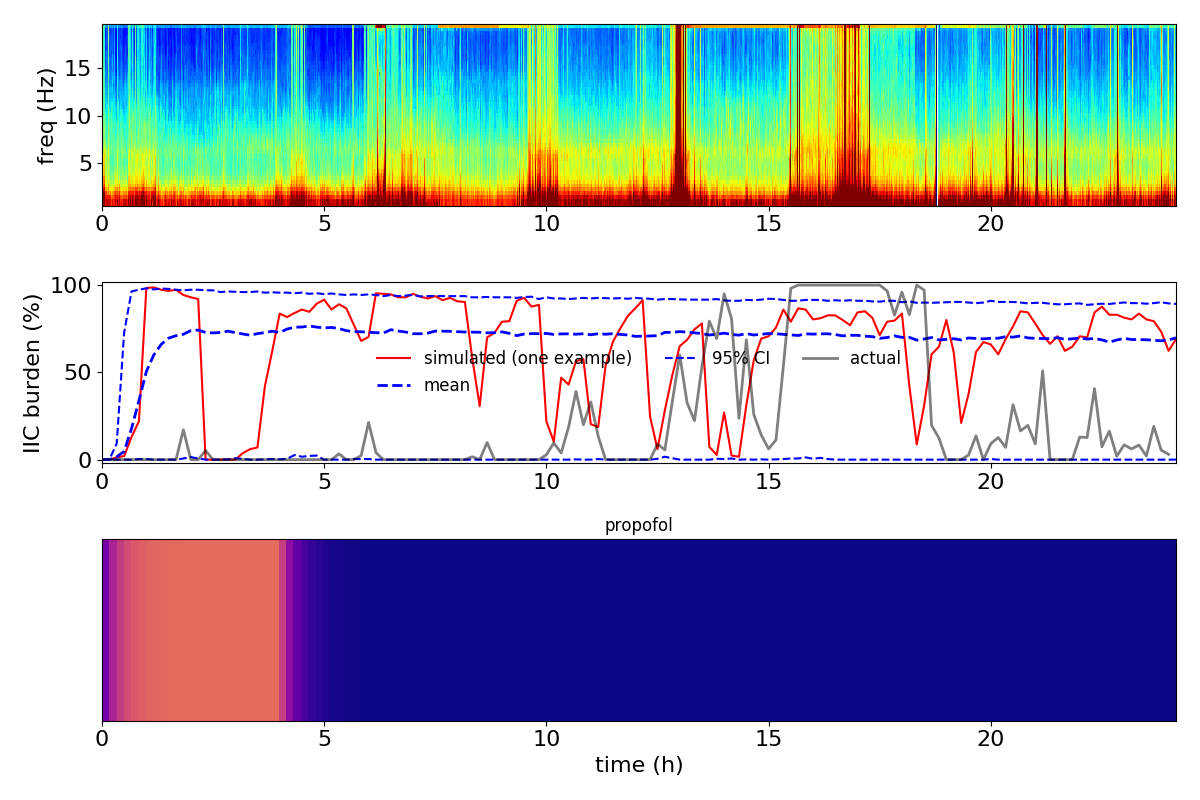 freq (Hz)
15
10
5
0 5 10 15 20
IIC burden (%)
100
50
0
simulated (one example) 95% CI actual
mean
0 5 10 15 20
propofol
0 5 10 15 20
time (h)